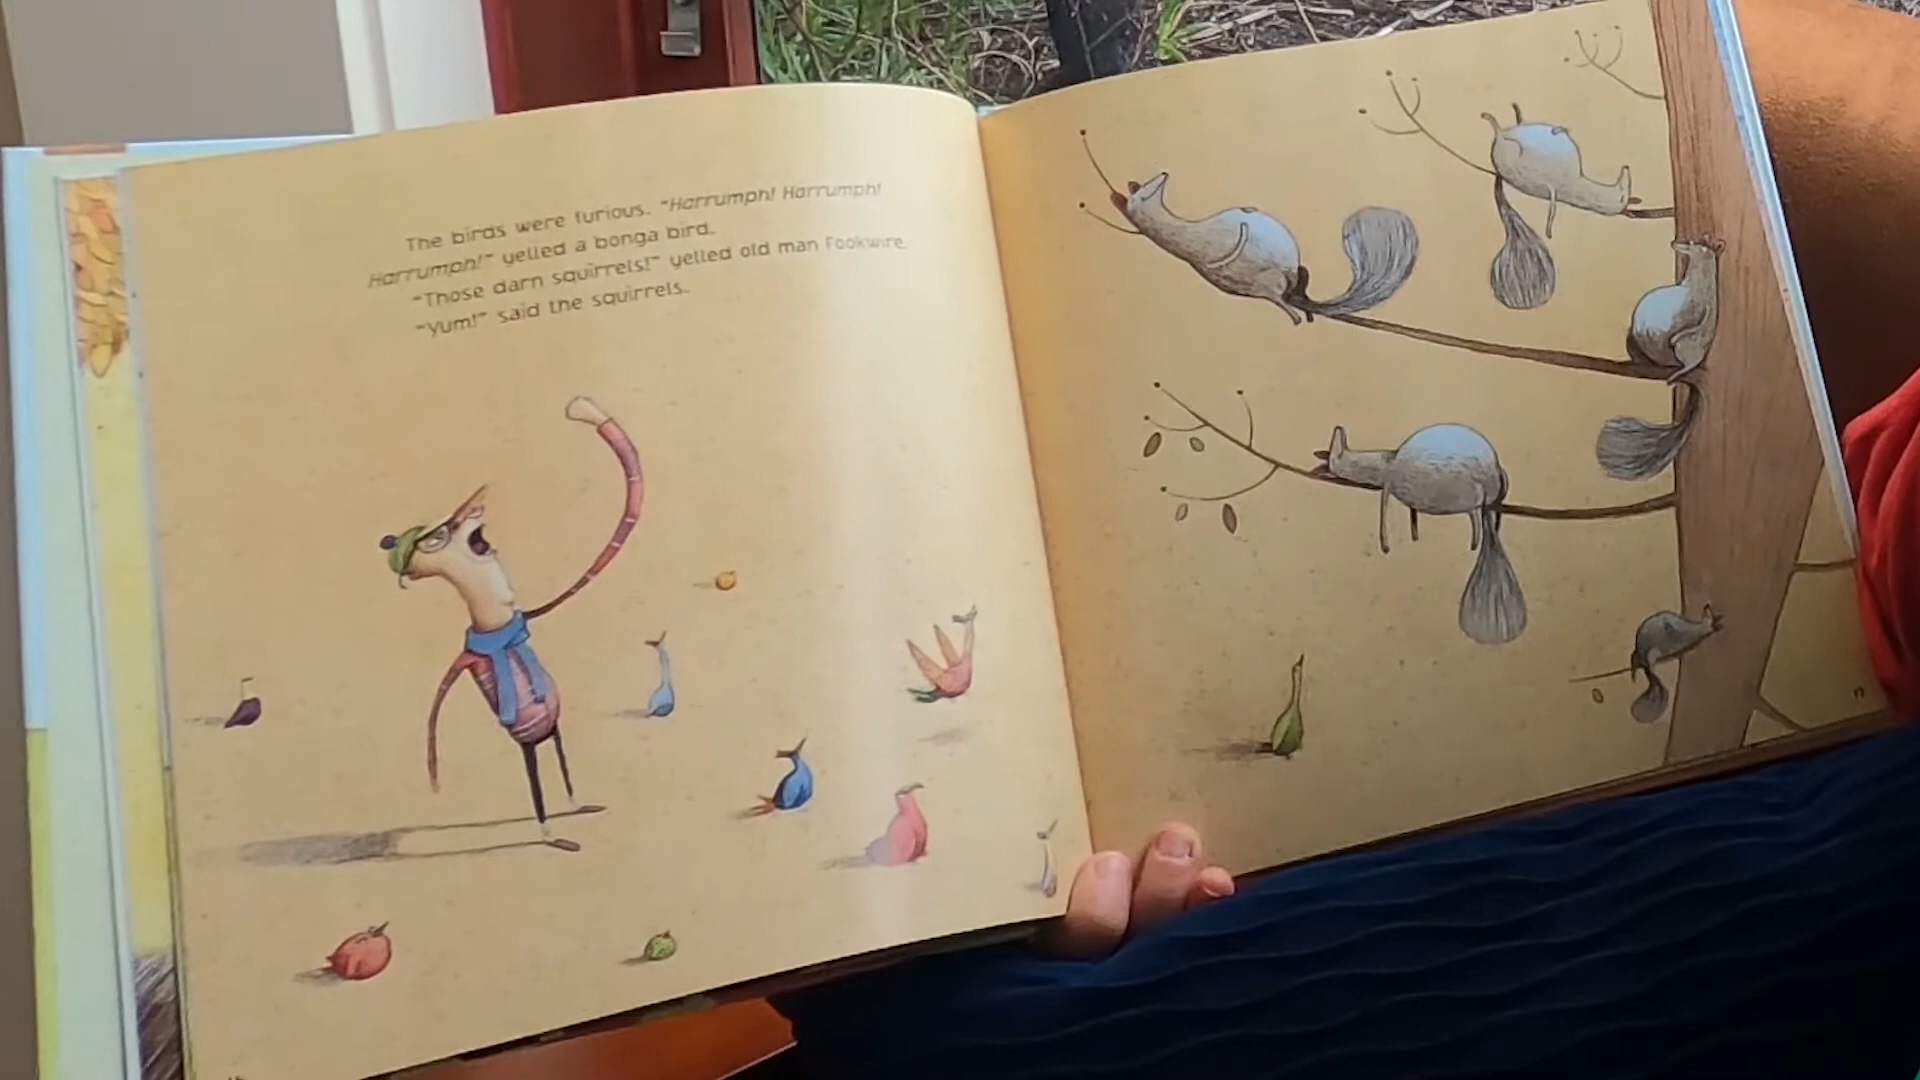 The birds were furious. "Harrumph! Harrumph!
Harrumph!" yelled a bonga bird.
"Those darn squirrels!" yelled old man Fookwire.
"Yum!" said the squirrels.